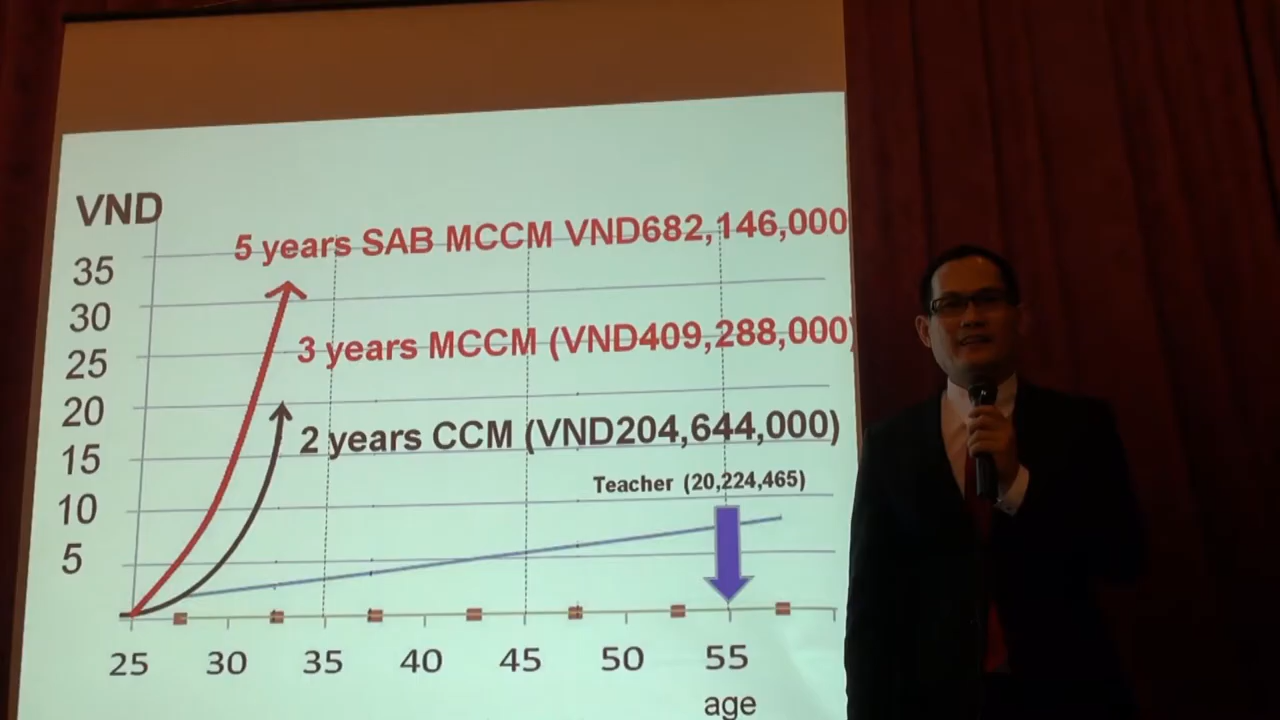 VND
5 years SAB MCCM VND682,146,000
35
30
3 years MCCM (VND409,288,000)
25
20
2 years CCM (VND204,644,000)
15
Teacher (20,224,465)
10
5
25 30 35 40 45 50 55
age